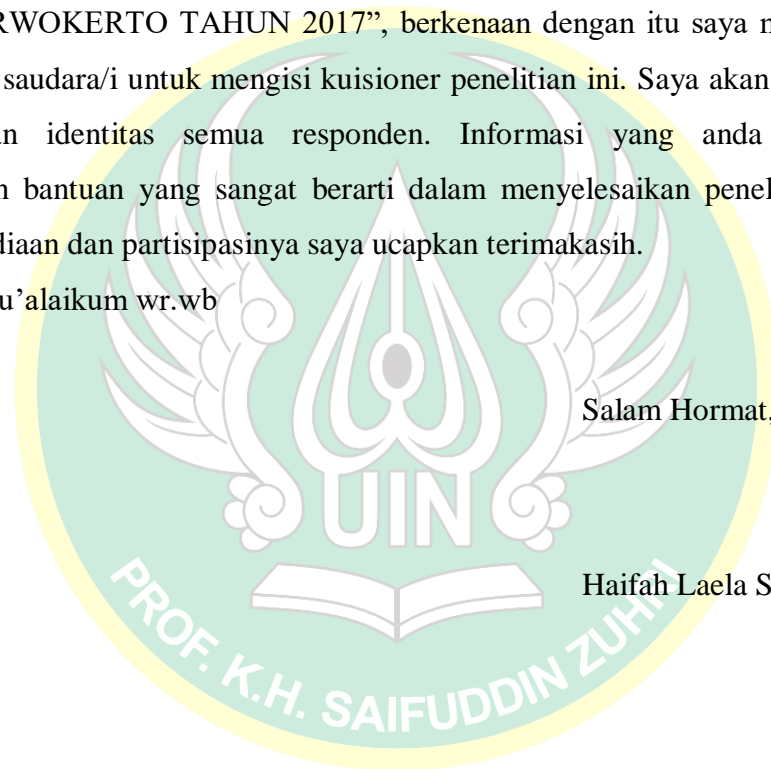 RWOKERTO TAHUN 2017”, berkenaan dengan itu saya
saudara/i untuk mengisi kuisioner penelitian ini. Saya akan
identitas semua responden. Informasi yang anda
bantuan yang sangat berarti dalam menyelesaikan penel
diaan dan partisipasinya saya ucapkan terimakasih.
u’alaikum wr.wb
Salam Hormat,
Haifah Laela S
UIN
PROF. K.H. SAIFUDDIN ZUHRI